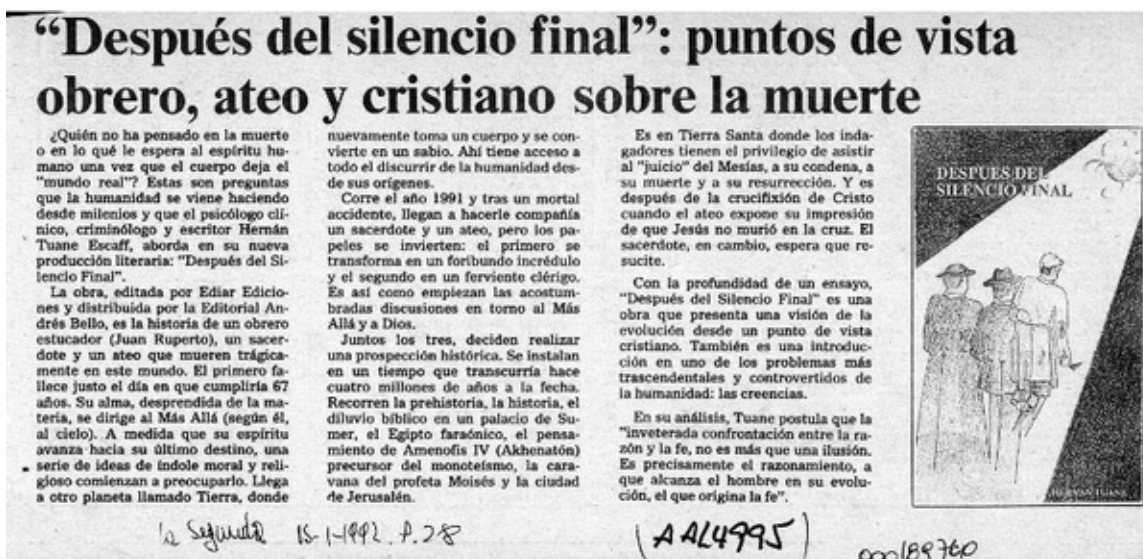 “Después del silencio final”: puntos de vista
obrero, ateo y cristiano sobre la muerte
¿Quién no ha pensado en la muerte
o en lo qué le espera al espíritu hu-
mano una vez que el cuerpo deja el
"mundo real"? Estas son preguntas
que la humanidad se viene haciendo
desde milenios y que el psicólogo clí-
nico, criminólogo y escritor Hernán
Tuane Escaff, aborda en su nueva
producción literaria: "Después del Si-
lencio Final".
La obra, editada por Ediar Edicio-
nes y distribuida por la Editorial An-
drés Bello, es la historia de un obrero
estucador (Juan Ruperto), un sacer-
dote y un ateo que mueren trágica-
mente en este mundo. El primero fa-
llece justo el día en que cumpliría 67
años. Su alma, desprendida de la ma-
teria, se dirige al Más Allá (según él,
al cielo). A medida que su espíritu
avanza hacia su último destino, una
serie de ideas de índole moral y reli-
gioso comienzan a preocuparlo. Llega
a otro planeta llamado Tierra, donde
nuevamente toma un cuerpo y se con-
vierte en un sabio. Ahí tiene acceso a
todo el discurrir de la humanidad des-
de sus orígenes.
Corre el año 1991 y tras un mortal
accidente, llegan a hacerle compañía
un sacerdote y un ateo, pero los pa-
peles se invierten: el primero se
transforma en un foribundo incrédulo
y el segundo en un ferviente clérigo.
Es así como empiezan las acostum-
bradas discusiones en torno al Más
Allá y a Dios.
Juntos los tres, deciden realizar
una prospección histórica. Se instalan
en un tiempo que transcurría hace
cuatro millones de años a la fecha.
Recorren la prehistoria, la historia, el
diluvio bíblico en un palacio de Su-
mer, el Egipto faraónico, el pensa-
miento de Amenofis IV (Akhenatón)
precursor del monoteísmo, la cara-
vana del profeta Moisés y la ciudad
de Jerusalén.
Es en Tierra Santa donde los inda-
gadores tienen el privilegio de asistir
al "juicio" del Mesías, a su condena, a
su muerte y a su resurrección. Y es
después de la crucifixión de Cristo
cuando el ateo expone su impresión
de que Jesús no murió en la cruz. El
sacerdote, en cambio, espera que re-
sucite.
Con la profundidad de un ensayo,
"Después del Silencio Final" es una
obra que presenta una visión de la
evolución desde un punto de vista
cristiano. También es una introduc-
ción en uno de los problemas más
trascendentales y controvertidos de
la humanidad: las creencias.
En su análisis, Tuane postula que la
"inveterada confrontación entre la ra-
zón y la fe, no es más que una ilusión.
Es precisamente el razonamiento, a
que alcanza el hombre en su evolu-
ción, el que origina la fe".
DESPUES DEL
SILENCIO FINAL
HERNAN TUANE
la Segunda 15-1-1992. P.28
(AAL4995)
000189760